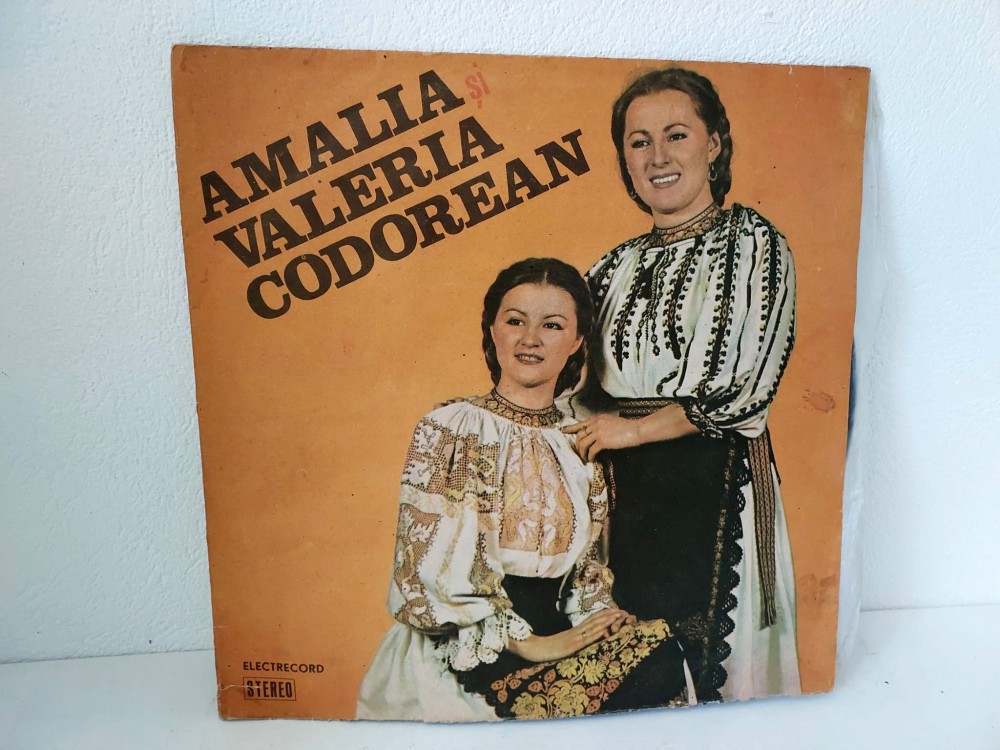 AMALIA și
VALERIA
CODOREAN
ELECTRECORD
STEREO